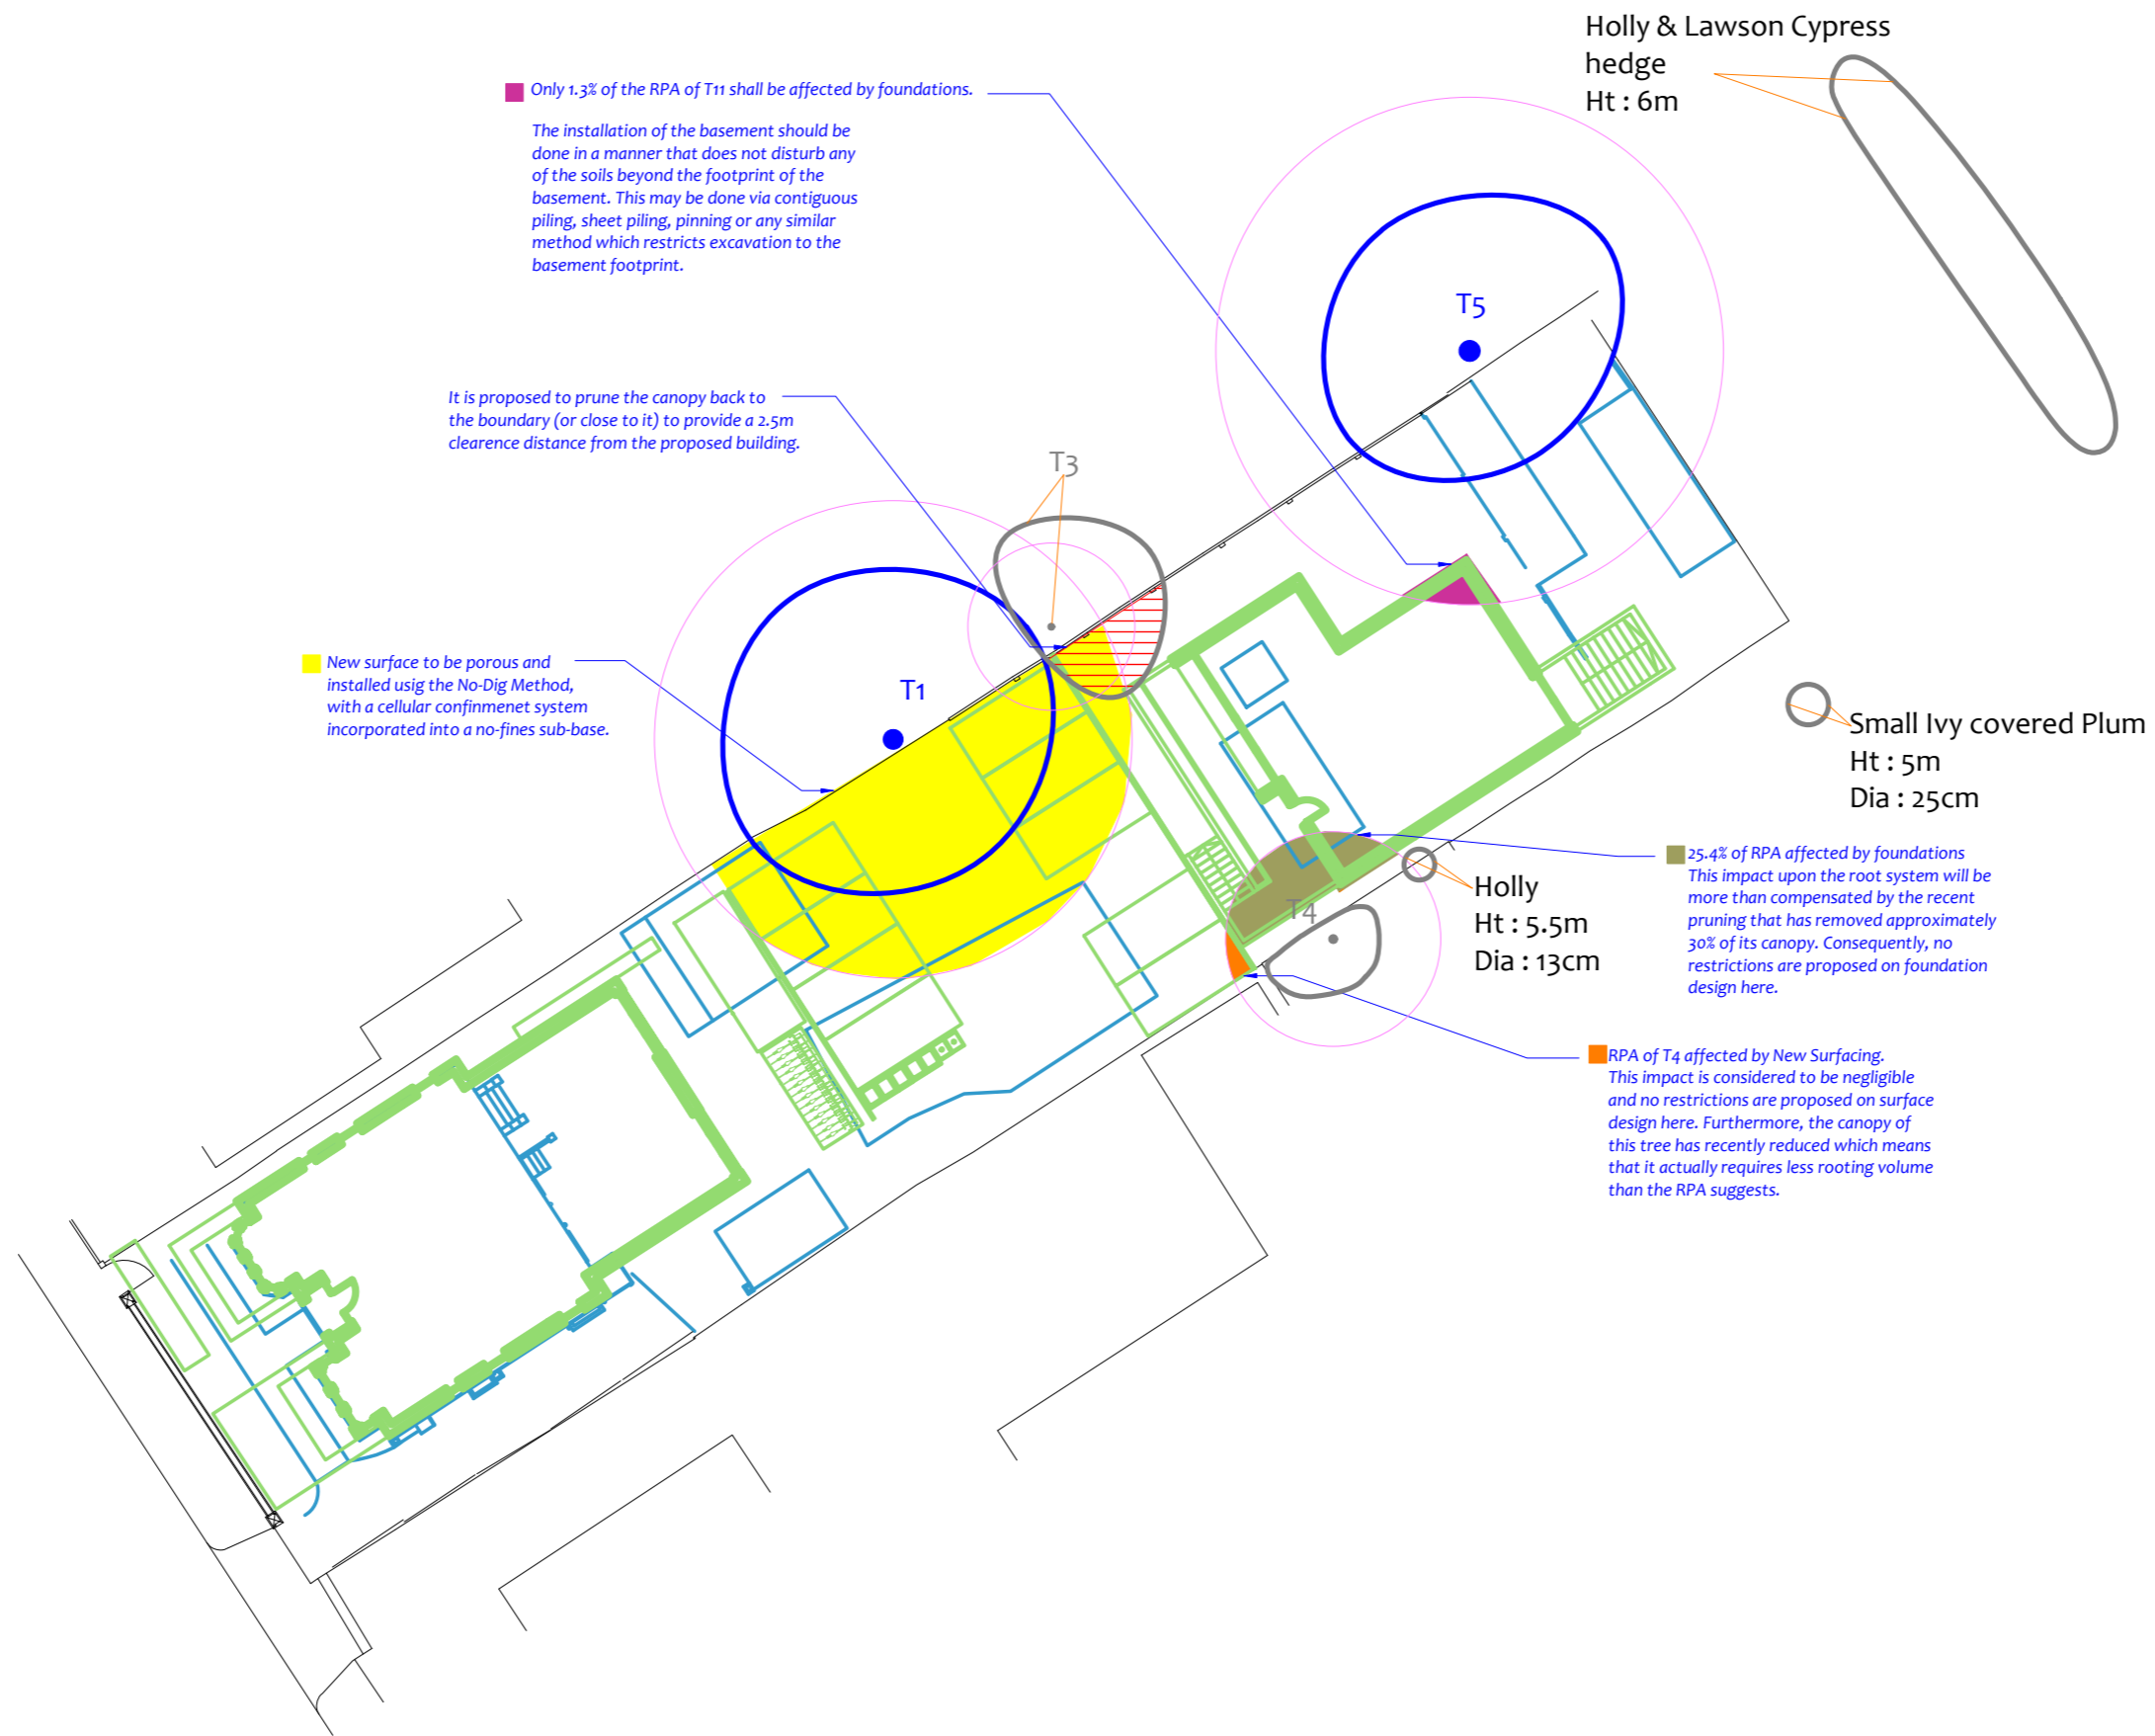 Holly & Lawson Cypress
hedge
Ht : 6m
Only 1.3% of the RPA of T11 shall be affected by foundations.
The installation of the basement should be
done in a manner that does not disturb any
of the soils beyond the footprint of the
basement. This may be done via contiguous
piling, sheet piling, pinning or any similar
method which restricts excavation to the
basement footprint.
T5
It is proposed to prune the canopy back to
the boundary (or close to it) to provide a 2.5m
clearence distance from the proposed building.
T3
New surface to be porous and
installed usig the No-Dig Method,
with a cellular confinmenet system
incorporated into a no-fines sub-base.
T1
Small Ivy covered Plum
Ht : 5m
Dia : 25cm
25.4% of RPA affected by foundations
This impact upon the root system will be
more than compensated by the recent
pruning that has removed approximately
30% of its canopy. Consequently, no
restrictions are proposed on foundation
design here.
Holly
Ht : 5.5m
Dia : 13cm
T4
RPA of T4 affected by New Surfacing.
This impact is considered to be negligible
and no restrictions are proposed on surface
design here. Furthermore, the canopy of
this tree has recently reduced which means
that it actually requires less rooting volume
than the RPA suggests.